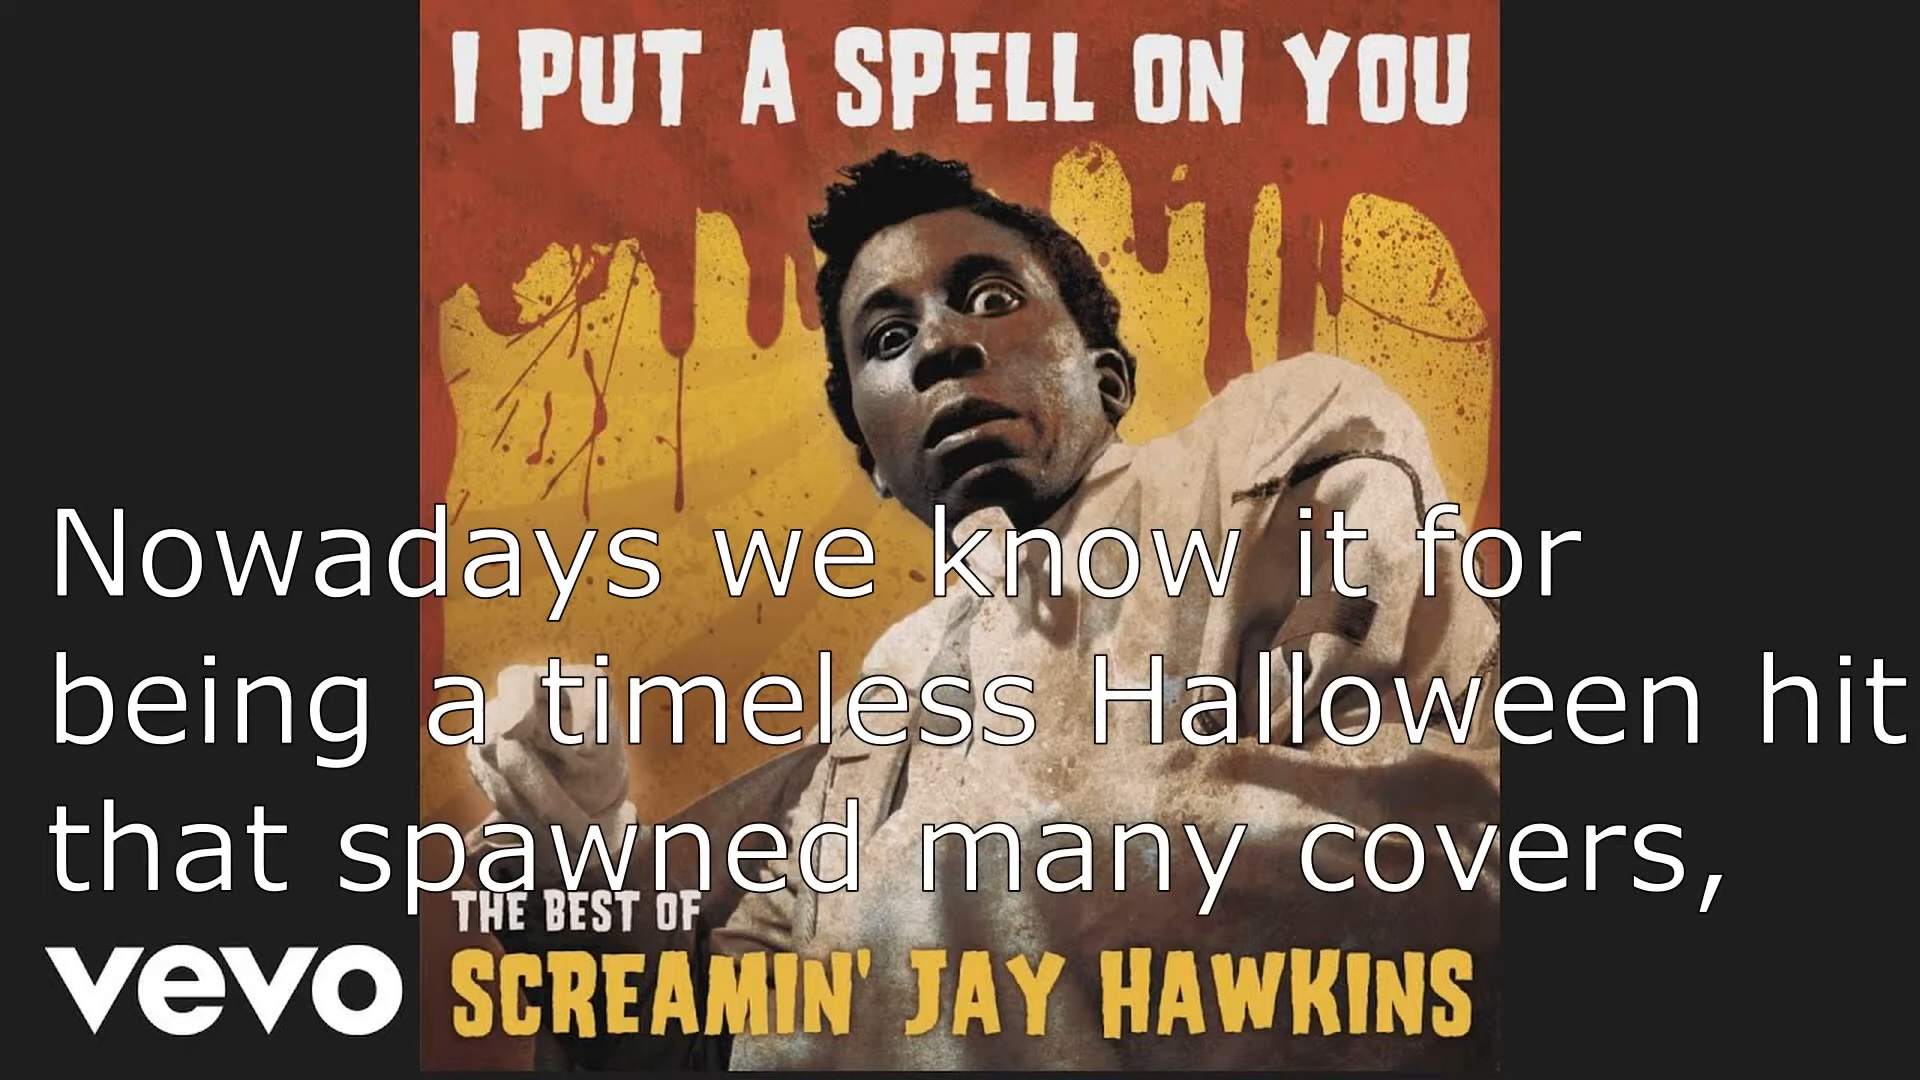 I PUT A SPELL ON YOU
Nowadays we know it for
being a timeless Halloween hit
that spawned many covers,
THE BEST OF
vevo
SCREAMIN' JAY HAWKINS